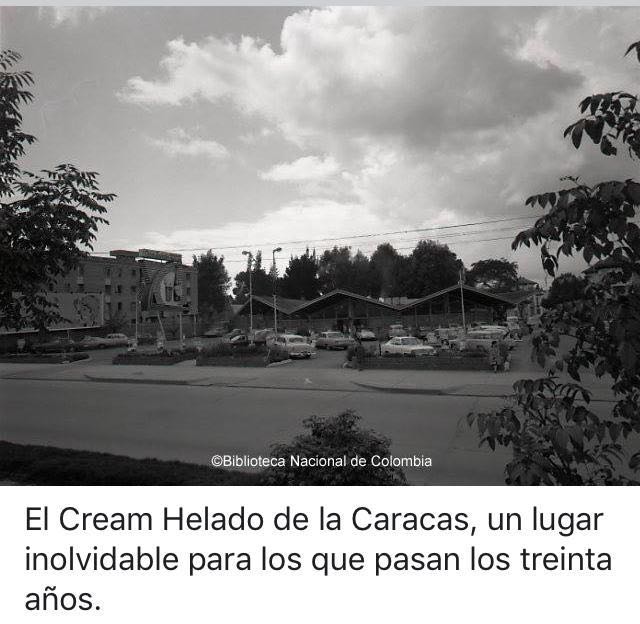 ©Biblioteca Nacional de Colombia
El Cream Helado de la Caracas, un lugar
inolvidable para los que pasan los treinta
años.